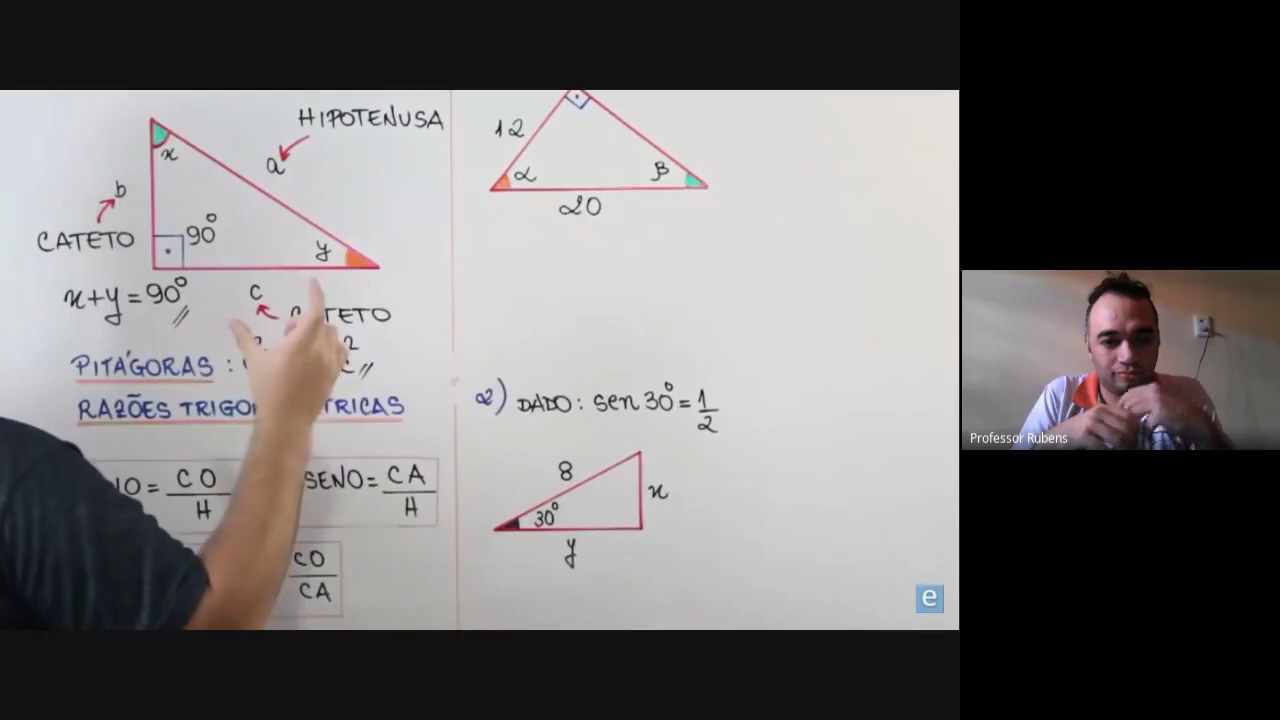 HIPOTENUSA
x
a
b
CATETO
90°
y
x+y=90°
c
PITÁGORAS :
2
RAZÕES TRIGO
TRICAS
CO
H
SENO = CA
H
CO
CA
12
α
β
20
2) DADO: sen 30° = 1
2
8
x
30°
y
e
Professor Rubens